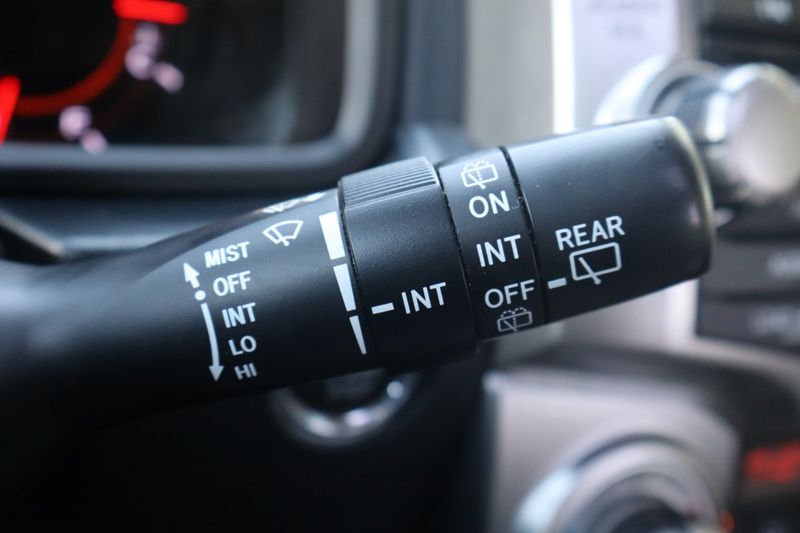 MIST
OFF
INT
LO
HI
INT
ON
INT
OFF
REAR